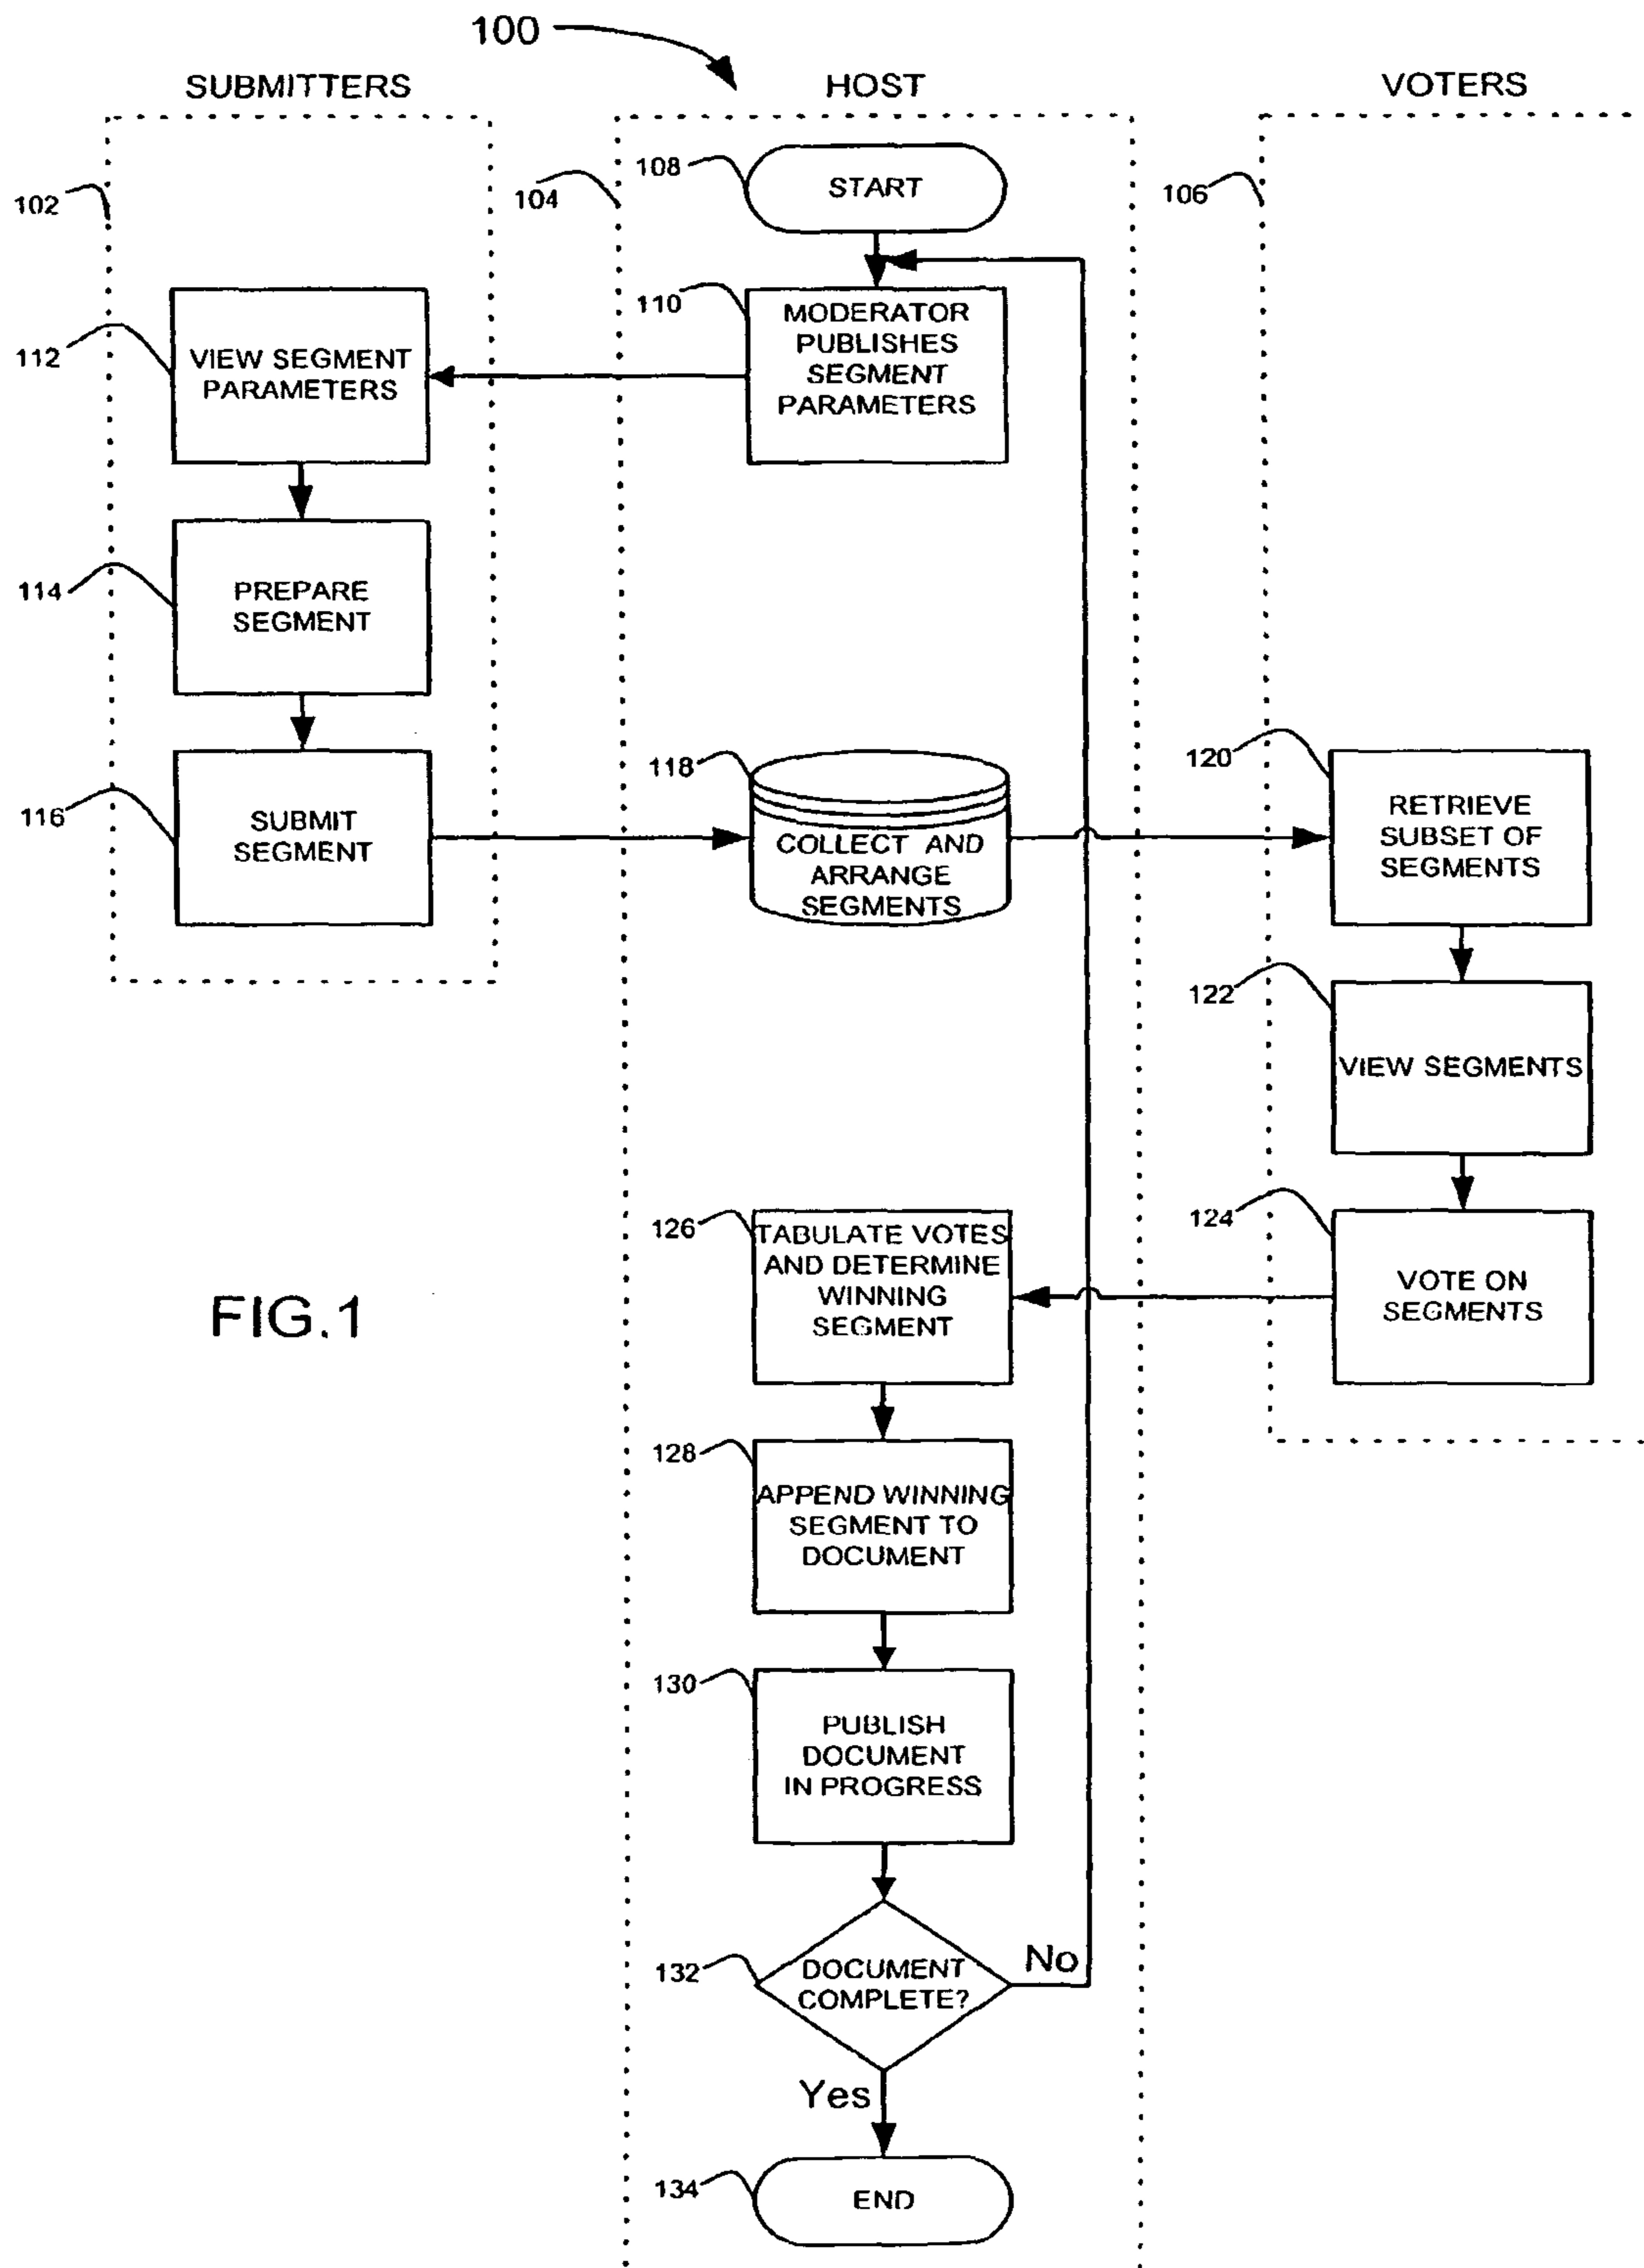 100
SUBMITTERS
HOST
VOTERS
102
104
106
108
START
110
MODERATOR
PUBLISHES
SEGMENT
PARAMETERS
112
VIEW SEGMENT
PARAMETERS
114
PREPARE
SEGMENT
116
SUBMIT
SEGMENT
118
COLLECT AND
ARRANGE
SEGMENTS
120
RETRIEVE
SUBSET OF
SEGMENTS
122
VIEW SEGMENTS
124
VOTE ON
SEGMENTS
126
TABULATE VOTES
AND DETERMINE
WINNING
SEGMENT
FIG.1
128
APPEND WINNING
SEGMENT TO
DOCUMENT
130
PUBLISH
DOCUMENT
IN PROGRESS
132
DOCUMENT
COMPLETE?
No
Yes
134
END